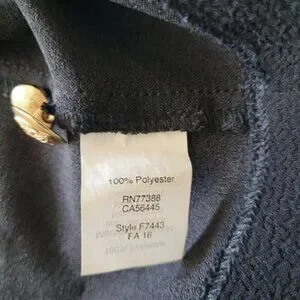 100% Polyester
RN77388
CA56445
Style F7443
FA 16